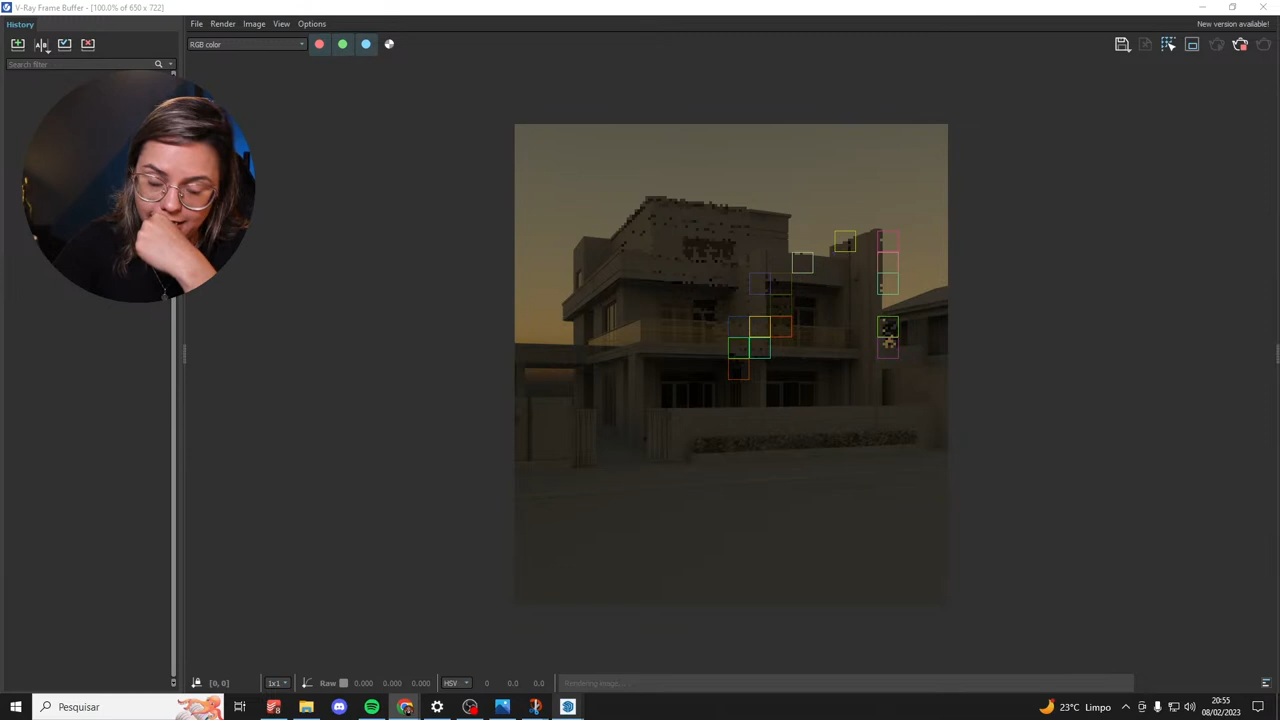 V-Ray Frame Buffer - [100.0% of 650 x 722]
History
File Render Image View Options
New version available!
RGB color
Search filter
[0, 0]
1x1
Raw
0.000 0.000 0.000
HSV
0 0.0 0.0
Rendering image...
Pesquisar
23°C Limpo
20:55
08/02/2023